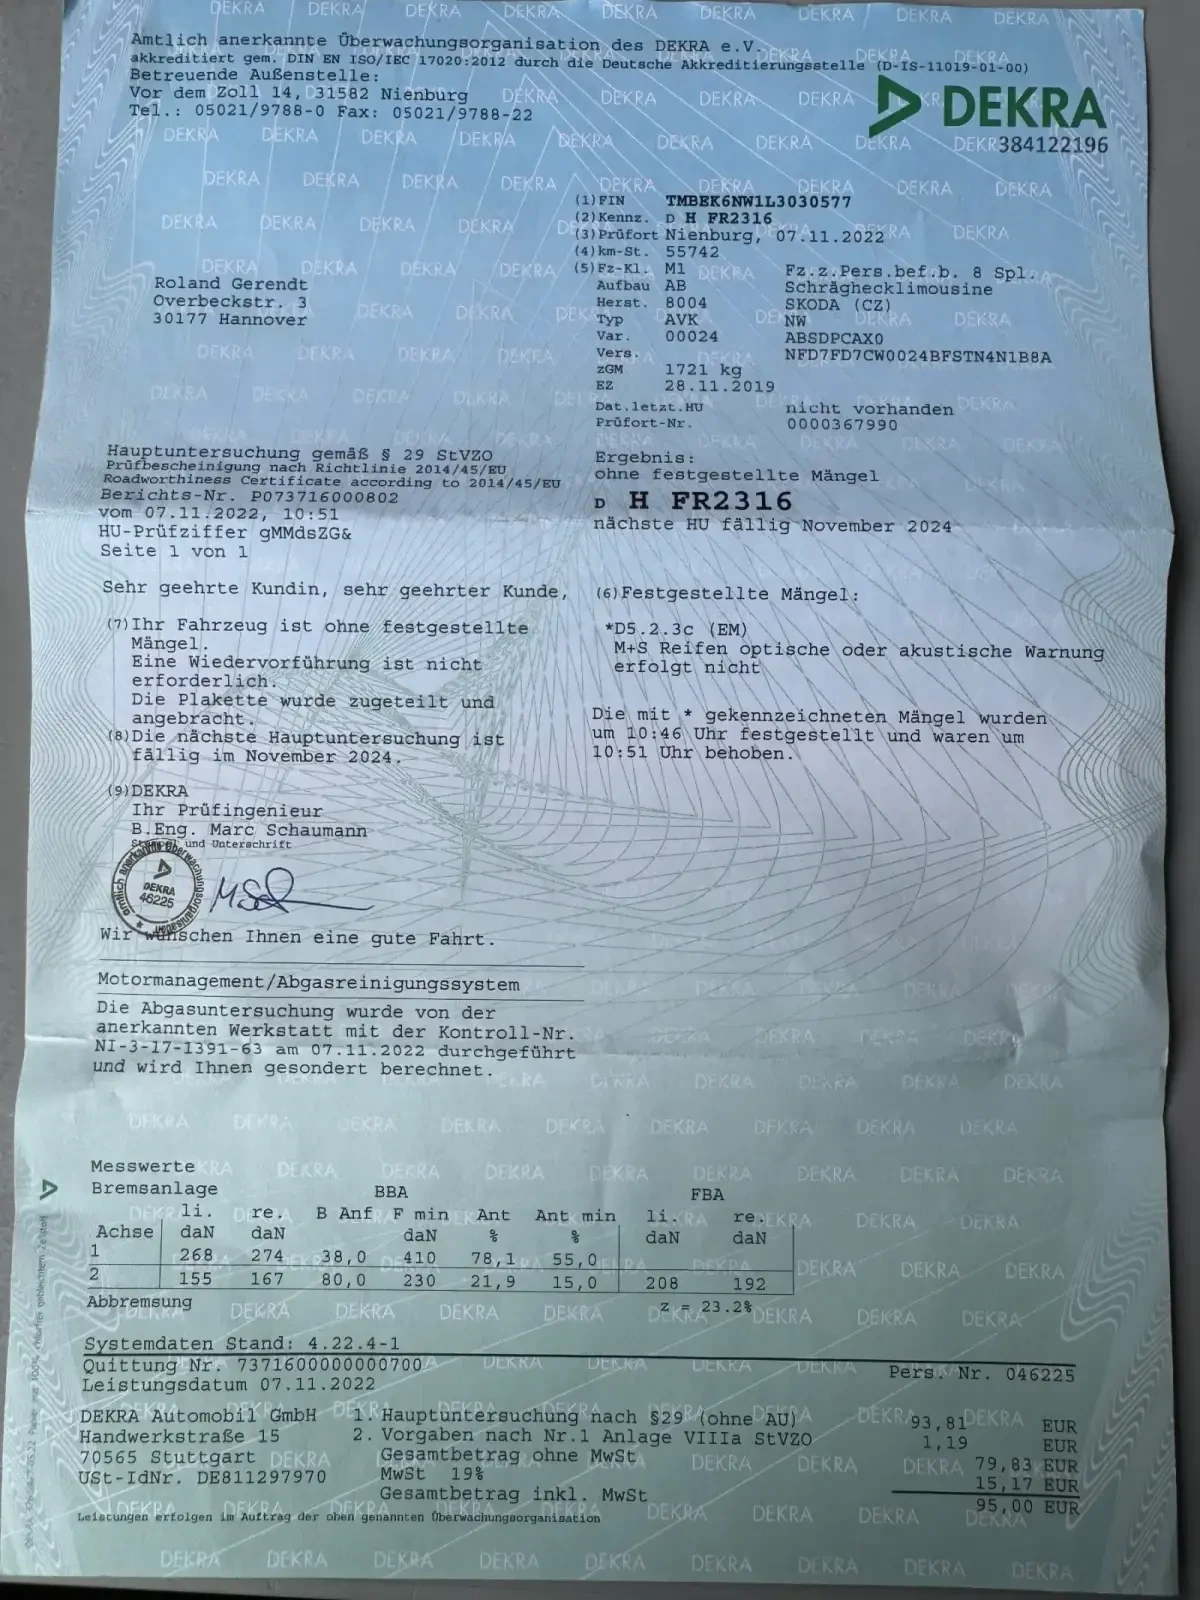 Amtlich anerkannte Überwachungsorganisation des DEKRA e.V.
akkreditiert gem. DIN EN ISO/IEC 17020:2012 durch die Deutsche Akkreditierungsstelle (D-IS-11019-01-00)
Betreuende Außenstelle:
Vor dem Zoll 14, 31582 Nienburg
Tel.: 05021/9788-0 Fax: 05021/9788-22
DEKRA
384122196
(1) FIN TMBEK6NW1L3030577
(2) Kennz. D H FR2316
(3) Prüfort Nienburg, 07.11.2022
(4) km-St. 55742
(5) Fz-Kl. M1 Fz.z.Pers.bef.b. 8 Spl.
Aufbau AB Schräghecklimousine
Herst. 8004 SKODA (CZ)
Typ AVK NW
Var. 00024 ABSDPCAX0
Vers. NFD7FD7CW0024BFSTN4N1B8A
zGM 1721 kg
EZ 28.11.2019
Dat.letzt.HU nicht vorhanden
Prüfort-Nr. 0000367990
Roland Gerendt
Overbeckstr. 3
30177 Hannover
Hauptuntersuchung gemäß § 29 StVZO
Prüfbescheinigung nach Richtlinie 2014/45/EU
Roadworthiness Certificate according to 2014/45/EU
Berichts-Nr. P073716000802
vom 07.11.2022, 10:51
HU-Prüfziffer gMMdsZG&
Seite 1 von 1
Ergebnis:
ohne festgestellte Mängel
D H FR2316
nächste HU fällig November 2024
Sehr geehrte Kundin, sehr geehrter Kunde,
(7) Ihr Fahrzeug ist ohne festgestellte
Mängel.
Eine Wiedervorführung ist nicht
erforderlich.
Die Plakette wurde zugeteilt und
angebracht.
(8) Die nächste Hauptuntersuchung ist
fällig im November 2024.
(9) DEKRA
Ihr Prüfingenieur
B.Eng. Marc Schaumann
Stempel und Unterschrift
amtlich anerkannte Überwachungsorganisation
DEKRA
46225
Wir wünschen Ihnen eine gute Fahrt.
(6) Festgestellte Mängel:
*D5.2.3c (EM)
M+S Reifen optische oder akustische Warnung
erfolgt nicht
Die mit * gekennzeichneten Mängel wurden
um 10:46 Uhr festgestellt und waren um
10:51 Uhr behoben.
Motormanagement/Abgasreinigungssystem
Die Abgasuntersuchung wurde von der
anerkannten Werkstatt mit der Kontroll-Nr.
NI-3-17-1391-63 am 07.11.2022 durchgeführt
und wird Ihnen gesondert berechnet.
Messwerte
Bremsanlage BBA FBA
li. re. B Anf F min Ant Ant min li. re.
Achse daN daN daN % % daN daN
1 268 274 38,0 410 78,1 55,0
2 155 167 80,0 230 21,9 15,0 208 192
Abbremsung z = 23.2%
Systemdaten Stand: 4.22.4-1
Quittung Nr. 7371600000000700 Pers. Nr. 046225
Leistungsdatum 07.11.2022
DEKRA Automobil GmbH 1. Hauptuntersuchung nach §29 (ohne AU) 93,81 EUR
Handwerkstraße 15 2. Vorgaben nach Nr.1 Anlage VIIIa StVZO 1,19 EUR
70565 Stuttgart Gesamtbetrag ohne MwSt 79,83 EUR
USt-IdNr. DE811297970 MwSt 19% 15,17 EUR
Gesamtbetrag inkl. MwSt 95,00 EUR
Leistungen erfolgen im Auftrag der oben genannten Überwachungsorganisation